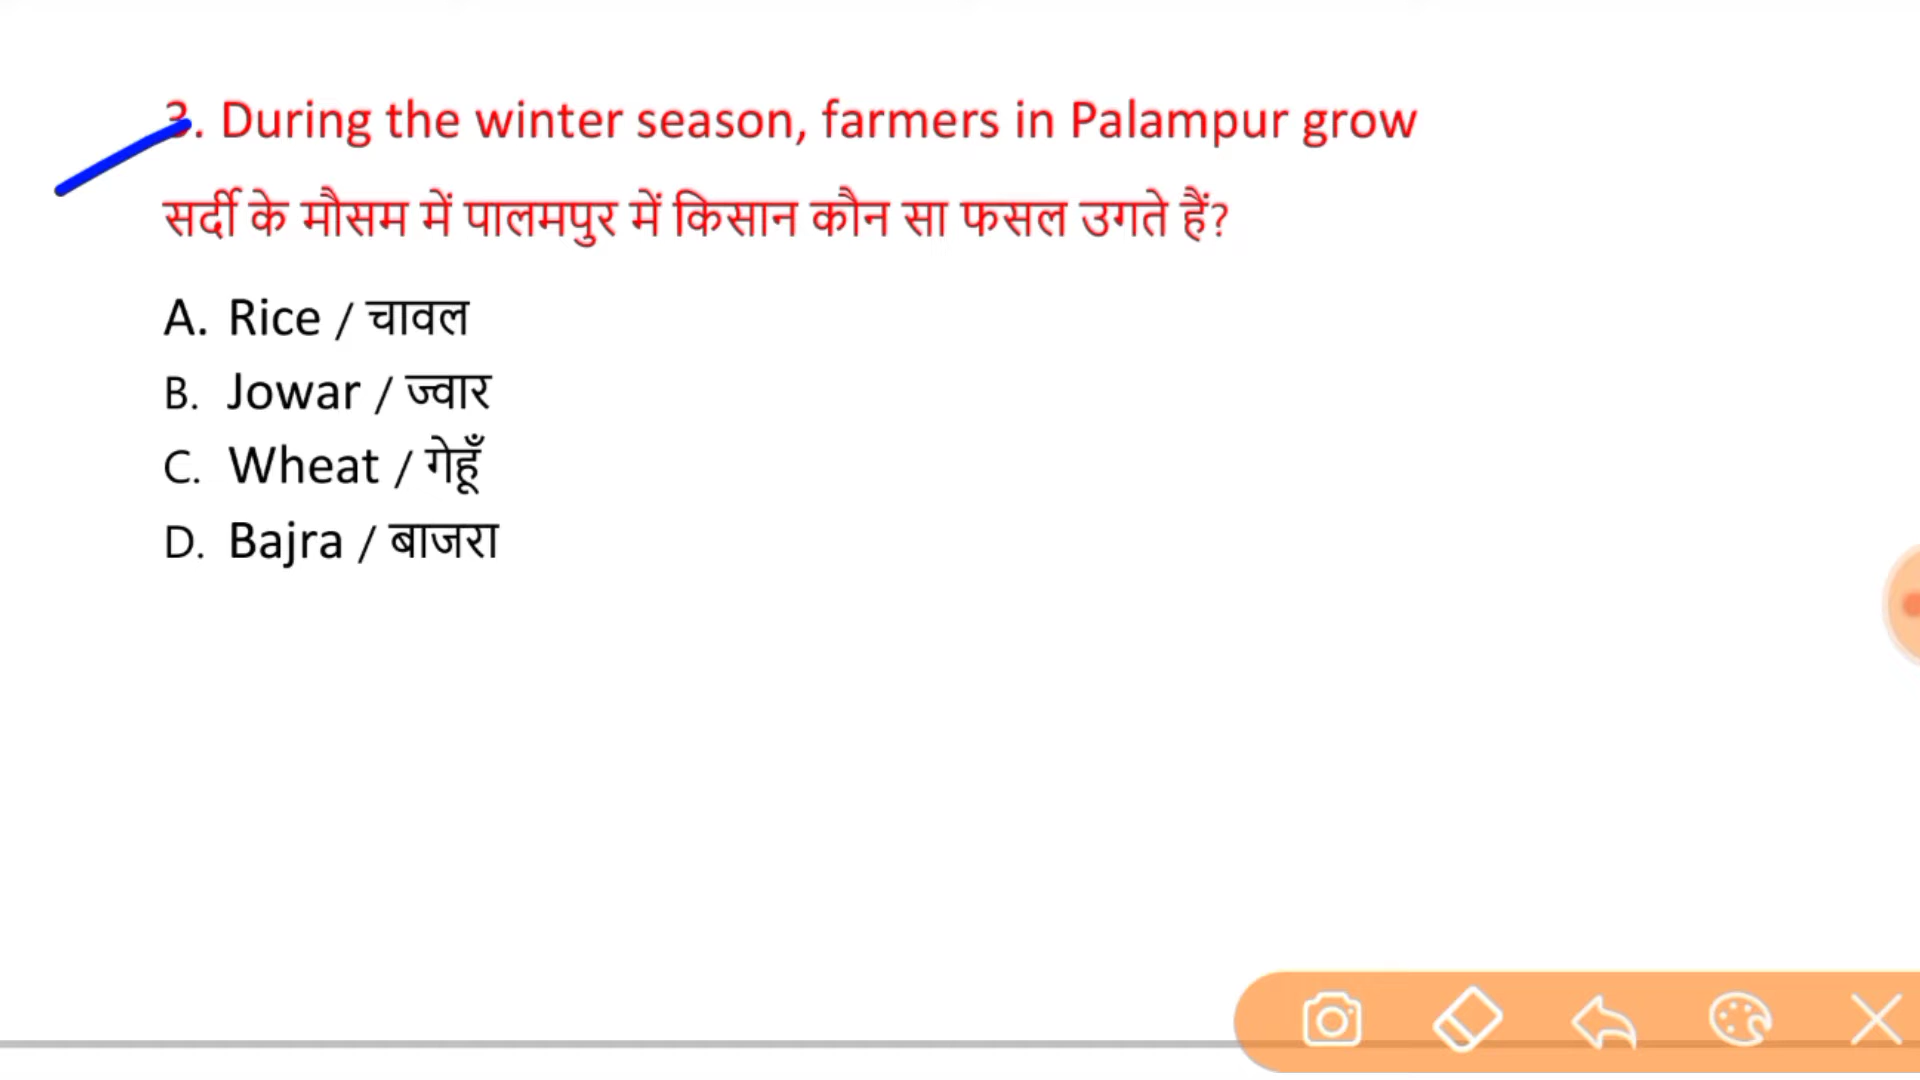 3. During the winter season, farmers in Palampur grow
सर्दी के मौसम में पालमपुर में किसान कौन सा फसल उगते हैं?
A. Rice / चावल
B. Jowar / ज्वार
C. Wheat / गेहूँ
D. Bajra / बाजरा